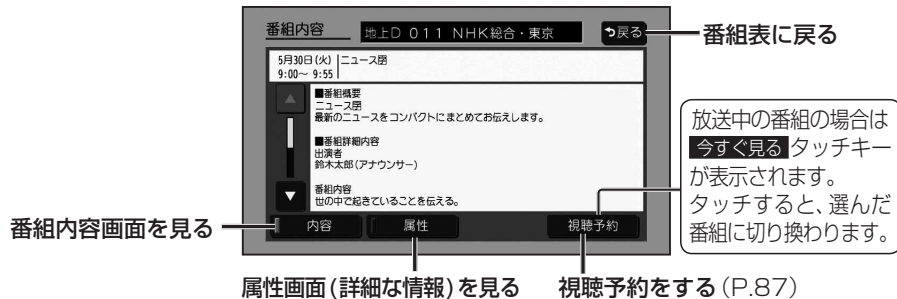 番組内容
地上D 011 NHK総合・東京
戻る
番組表に戻る
5月30日(火) ニュース閉
9:00~ 9:55
■番組概要
ニュース閉
最新のニュースをコンパクトにまとめてお伝えします。
■番組詳細内容
出演者
鈴木太郎(アナウンサー)
番組内容
世の中で起きていることを伝える。
放送中の番組の場合は
今すぐ見る タッチキー
が表示されます。
タッチすると、選んだ
番組に切り換わります。
番組内容画面を見る
内容
属性
視聴予約
属性画面(詳細な情報)を見る
視聴予約をする(P.87)